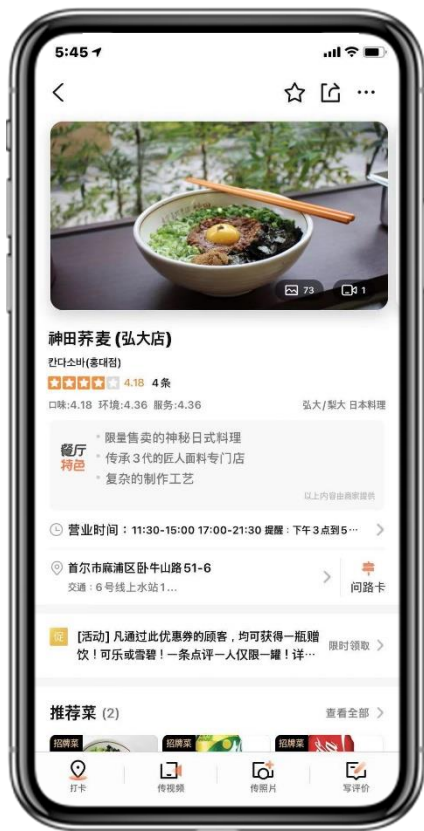 5:45
73
1
神田荞麦 (弘大店)
칸다소바(홍대점)
4.18 4条
口味:4.18 环境:4.36 服务:4.36
弘大/梨大 日本料理
餐厅
特色
限量售卖的神秘日式料理
传承3代的匠人面料专门店
复杂的制作工艺
以上内容由商家提供
营业时间：11:30-15:00 17:00-21:30 提醒：下午3点到5…
首尔市麻浦区卧牛山路51-6
交通：6号线上水站1...
问路卡
促
[活动] 凡通过此优惠券的顾客，均可获得一瓶赠
饮！可乐或雪碧！一条点评一人仅限一罐！详…
限时领取
推荐菜 (2)
查看全部
招牌菜
招牌菜
招牌菜
打卡
传视频
传照片
写评价